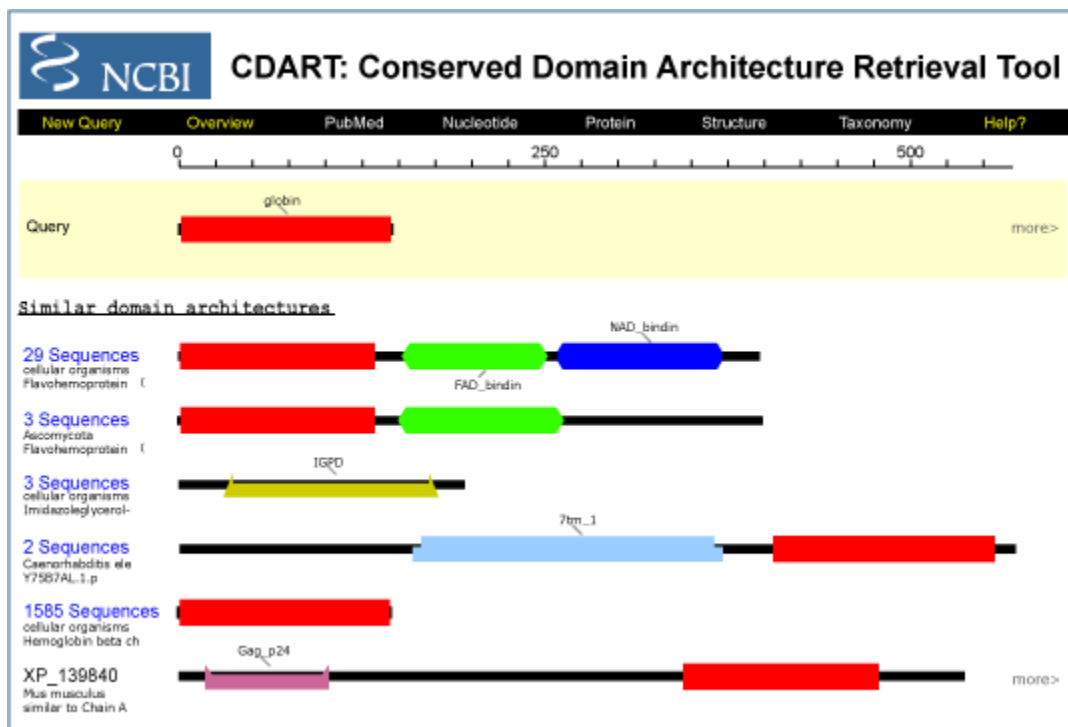 NCBI
CDART: Conserved Domain Architecture Retrieval Tool
New Query Overview PubMed Nucleotide Protein Structure Taxonomy Help?
0 250 500
globin
Query more>
Similar domain architectures
NAD_bindin
29 Sequences
cellular organisms
Flavohemoprotein (
FAD_bindin
3 Sequences
Ascomycota
Flavohemoprotein (
IGPD
3 Sequences
cellular organisms
Imidazoleglycerol-
7tm_1
2 Sequences
Caenorhabditis ele
Y75B7AL.1.p
1585 Sequences
cellular organisms
Hemoglobin beta ch
Gag_p24
XP_139840 more>
Mus musculus
similar to Chain A